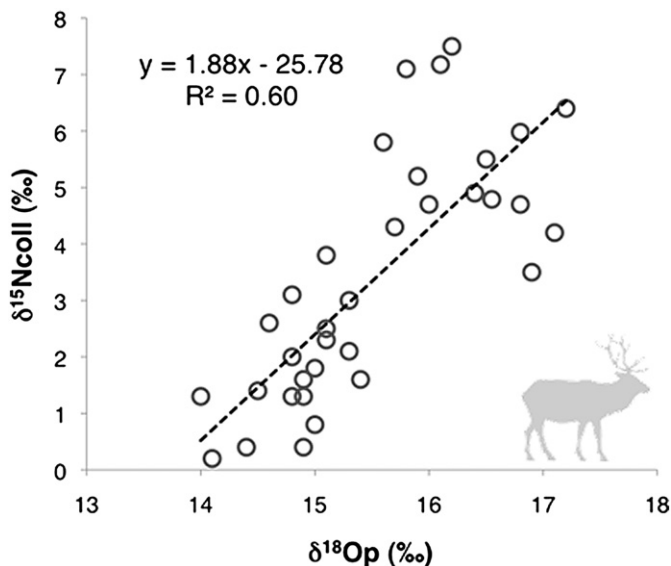 8
y = 1.88x - 25.78
7
R² = 0.60
6
5
4
3
2
1
0
δ¹⁵Ncoll (‰)
13 14 15 16 17 18
δ¹⁸Op (‰)